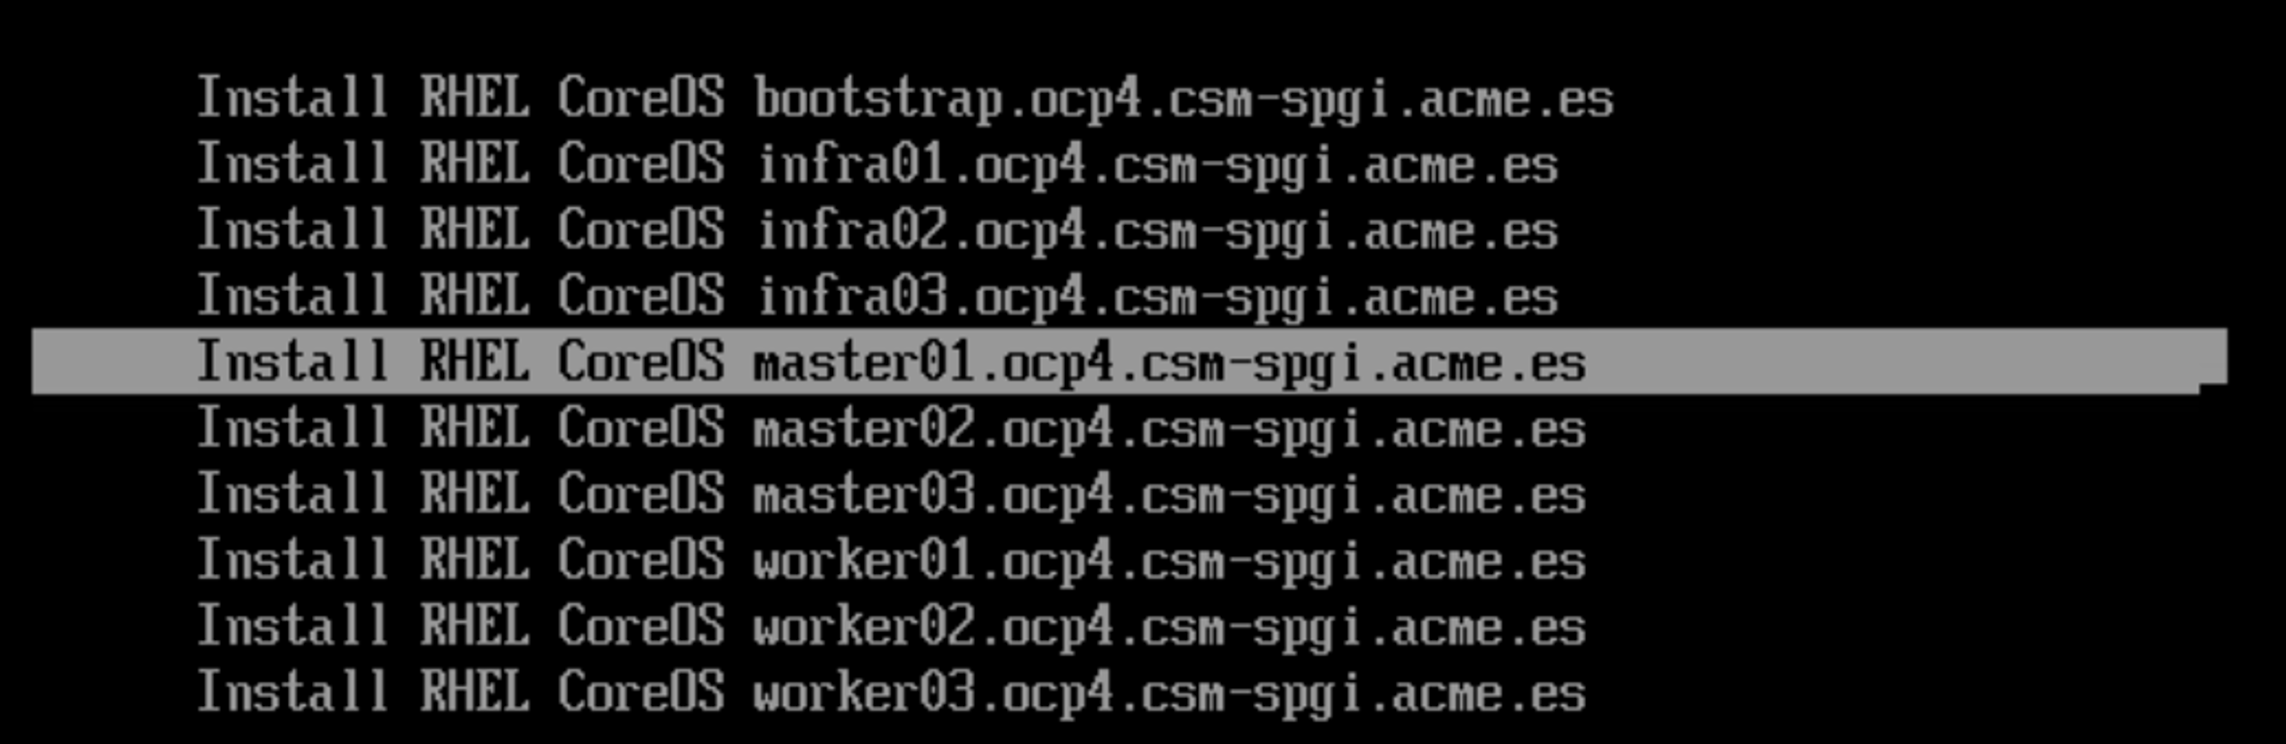 Install RHEL CoreOS bootstrap.ocp4.csm-spgi.acme.es
Install RHEL CoreOS infra01.ocp4.csm-spgi.acme.es
Install RHEL CoreOS infra02.ocp4.csm-spgi.acme.es
Install RHEL CoreOS infra03.ocp4.csm-spgi.acme.es
Install RHEL CoreOS master01.ocp4.csm-spgi.acme.es
Install RHEL CoreOS master02.ocp4.csm-spgi.acme.es
Install RHEL CoreOS master03.ocp4.csm-spgi.acme.es
Install RHEL CoreOS worker01.ocp4.csm-spgi.acme.es
Install RHEL CoreOS worker02.ocp4.csm-spgi.acme.es
Install RHEL CoreOS worker03.ocp4.csm-spgi.acme.es